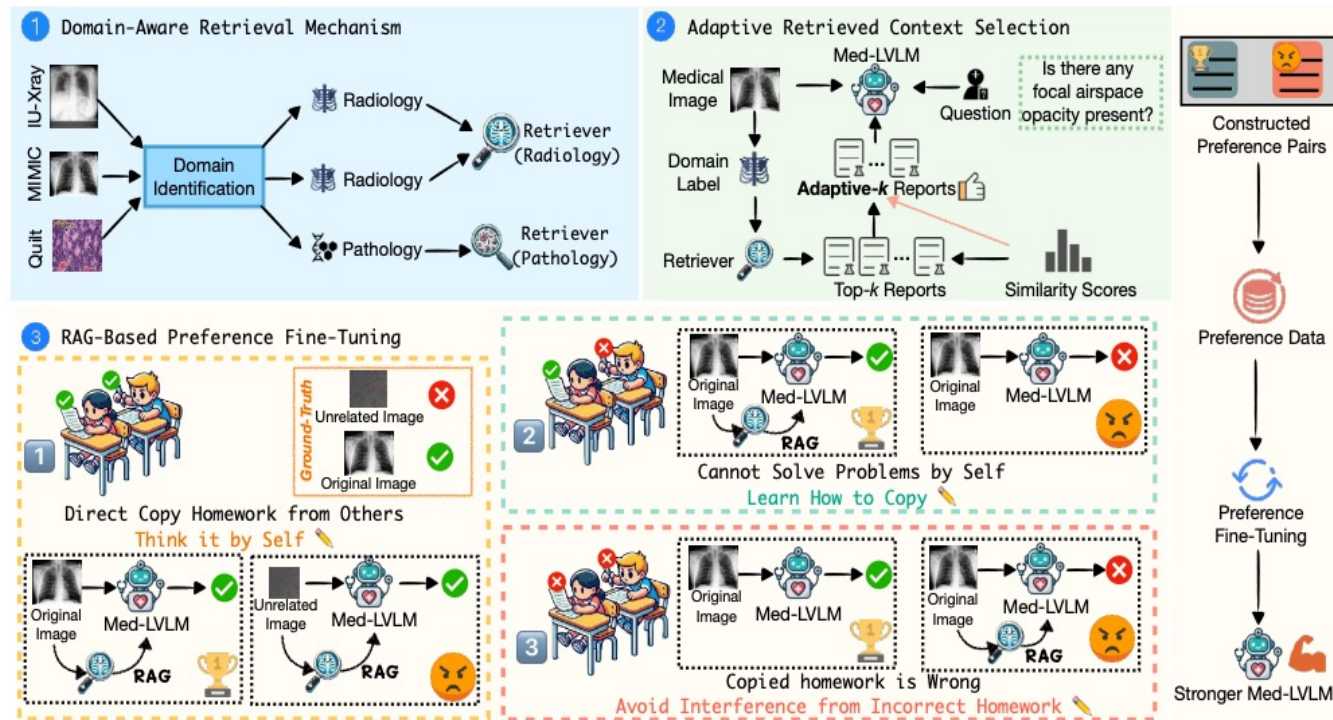 1 Domain-Aware Retrieval Mechanism
IU-Xray
MIMIC
Quilt
Domain
Identification
Radiology
Radiology
Pathology
Retriever
(Radiology)
Retriever
(Pathology)
2 Adaptive Retrieved Context Selection
Medical
Image
Med-LVLM
Question
Is there any
focal airspace
opacity present?
Domain
Label
Adaptive-k Reports
Retriever
Top-k Reports
Similarity Scores
3 RAG-Based Preference Fine-Tuning
1
Ground-Truth
Unrelated Image
Original Image
Direct Copy Homework from Others
Think it by Self
Original
Image
Med-LVLM
RAG
1
Unrelated
Image
Med-LVLM
RAG
2
Original
Image
Med-LVLM
RAG
1
Original
Image
Med-LVLM
Cannot Solve Problems by Self
Learn How to Copy
3
Original
Image
Med-LVLM
1
Original
Image
Med-LVLM
RAG
Copied homework is Wrong
Avoid Interference from Incorrect Homework
Constructed
Preference Pairs
Preference Data
Preference
Fine-Tuning
Stronger Med-LVLM